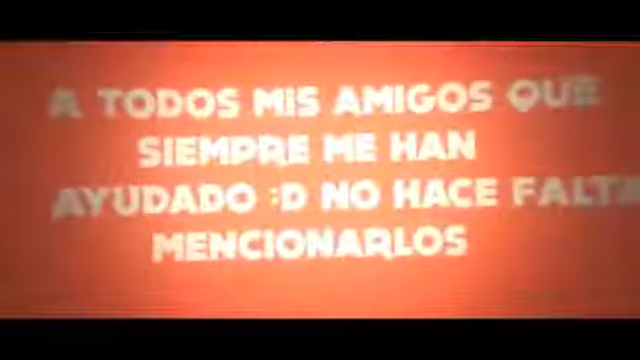 A TODOS MIS AMIGOS QUE
SIEMPRE ME HAN
AYUDADO :D NO HACE FALTA
MENCIONARLOS